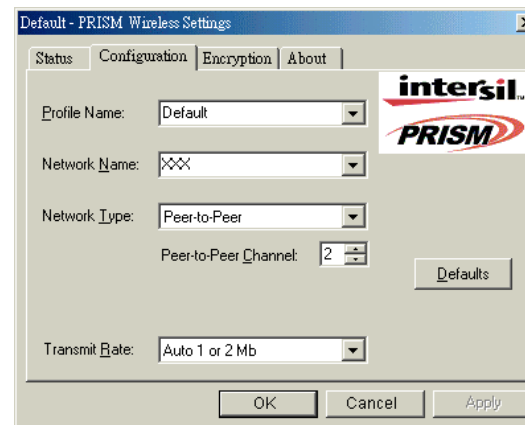 Default - PRISM Wireless Settings
Status Configuration Encryption About
intersil™
PRISM
Profile Name: Default
Network Name: XXX
Network Type: Peer-to-Peer
Peer-to-Peer Channel: 2
Defaults
Transmit Rate: Auto 1 or 2 Mb
OK Cancel Apply